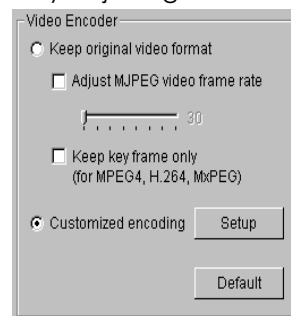 Video Encoder
Keep original video format
Adjust MJPEG video frame rate
30
Keep key frame only
(for MPEG4, H.264, MxPEG)
Customized encoding Setup
Default